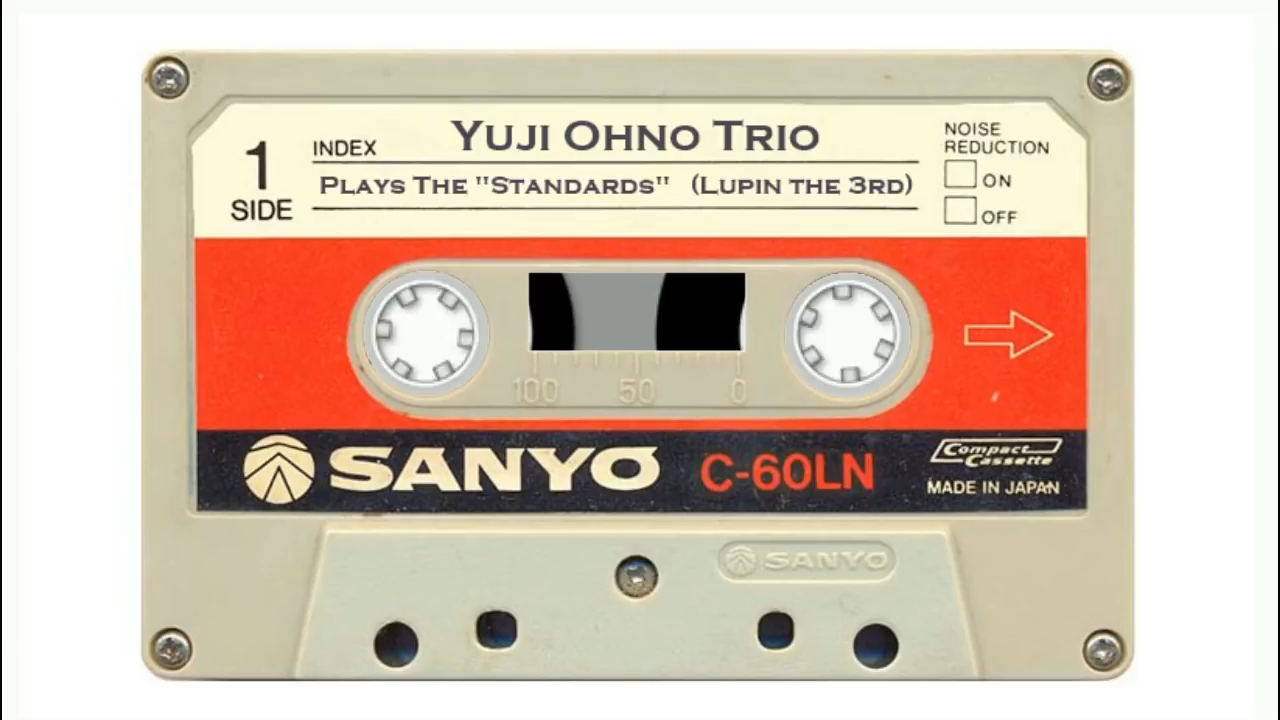 YUJI OHNO TRIO
INDEX
PLAYS THE "STANDARDS" (LUPIN THE 3RD)
1
SIDE
NOISE
REDUCTION
ON
OFF
100 50 0
SANYO
C-60LN
Compact
Cassette
MADE IN JAPAN
SANYO